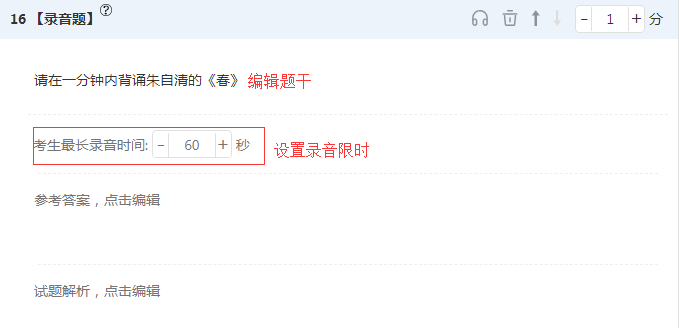 16 【录音题】? - 1 + 分
请在一分钟内背诵朱自清的《春》 编辑题干
考生最长录音时间: - 60 + 秒 设置录音限时
参考答案，点击编辑
试题解析，点击编辑